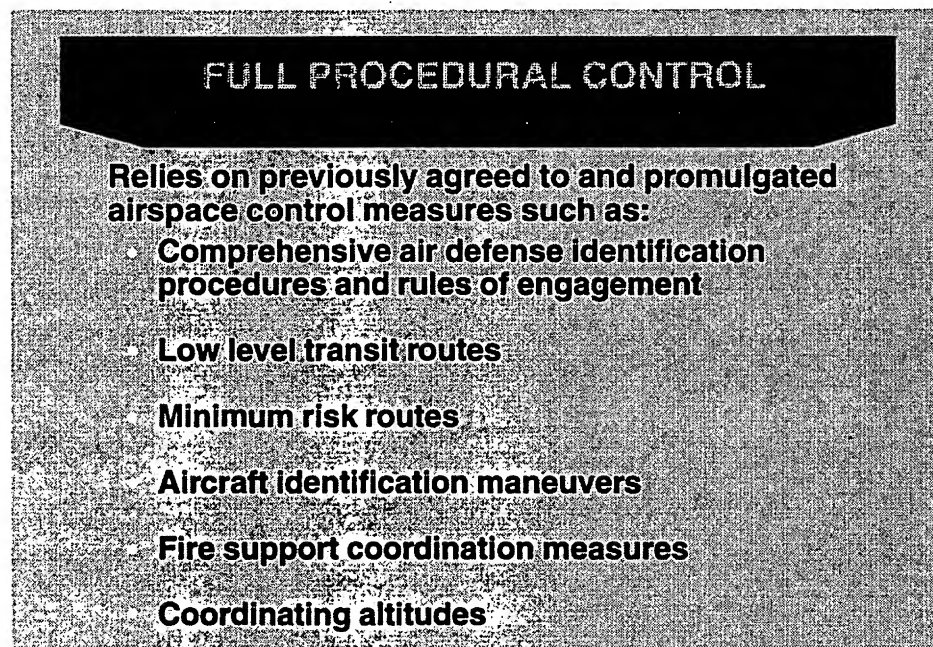 FULL PROCEDURAL CONTROL
Relies on previously agreed to and promulgated
airspace control measures such as:
Comprehensive air defense identification
procedures and rules of engagement
Low level transit routes
Minimum risk routes
Aircraft identification maneuvers
Fire support coordination measures
Coordinating altitudes